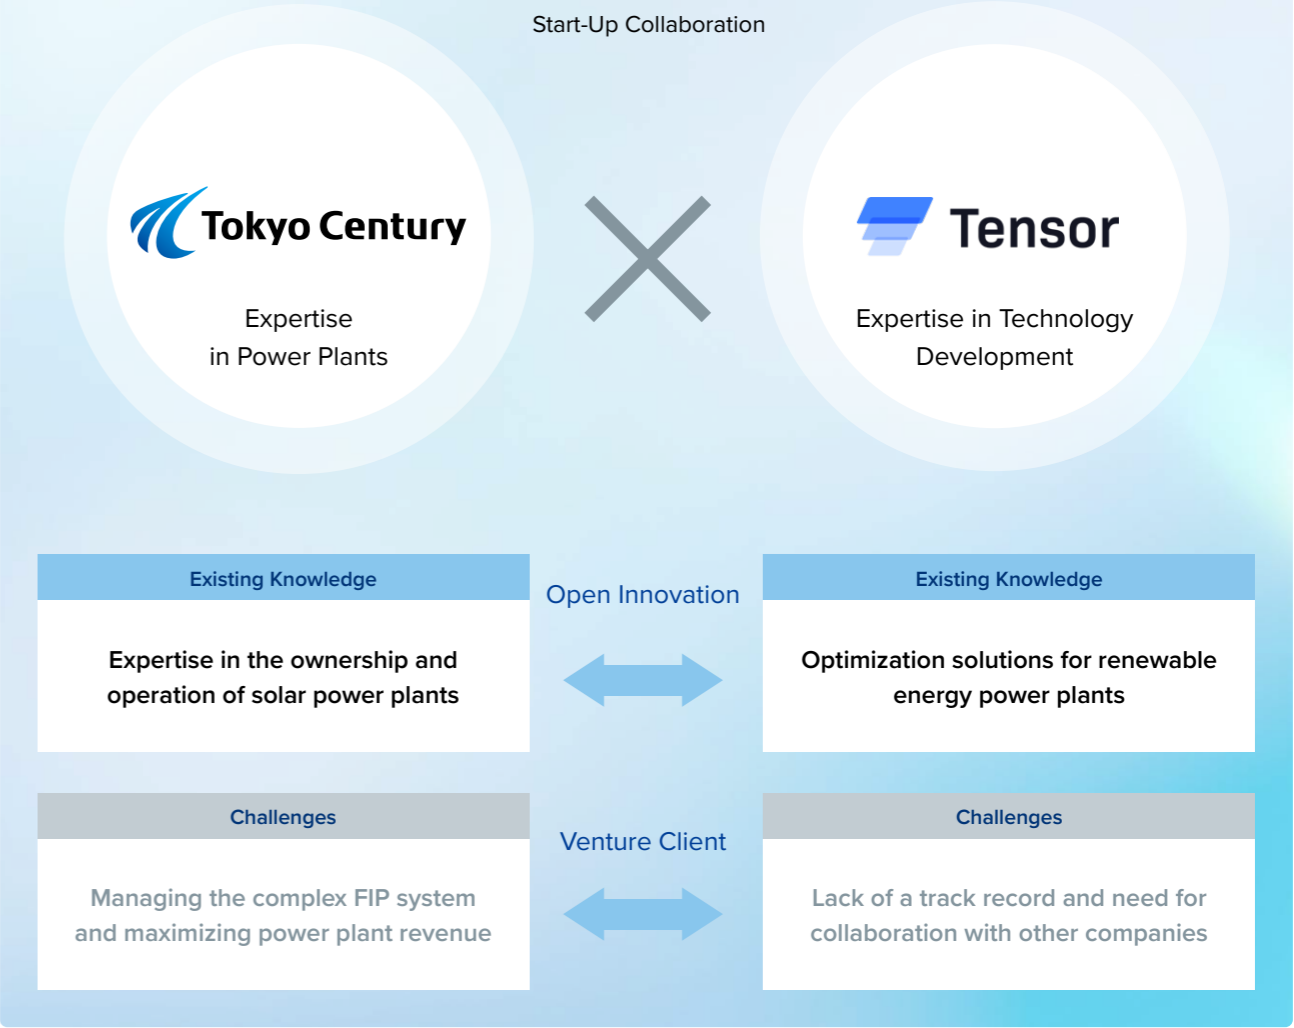 Start-Up Collaboration
Tokyo Century
Expertise
in Power Plants
Tensor
Expertise in Technology
Development
Existing Knowledge
Expertise in the ownership and
operation of solar power plants
Open Innovation
Existing Knowledge
Optimization solutions for renewable
energy power plants
Challenges
Managing the complex FIP system
and maximizing power plant revenue
Venture Client
Challenges
Lack of a track record and need for
collaboration with other companies